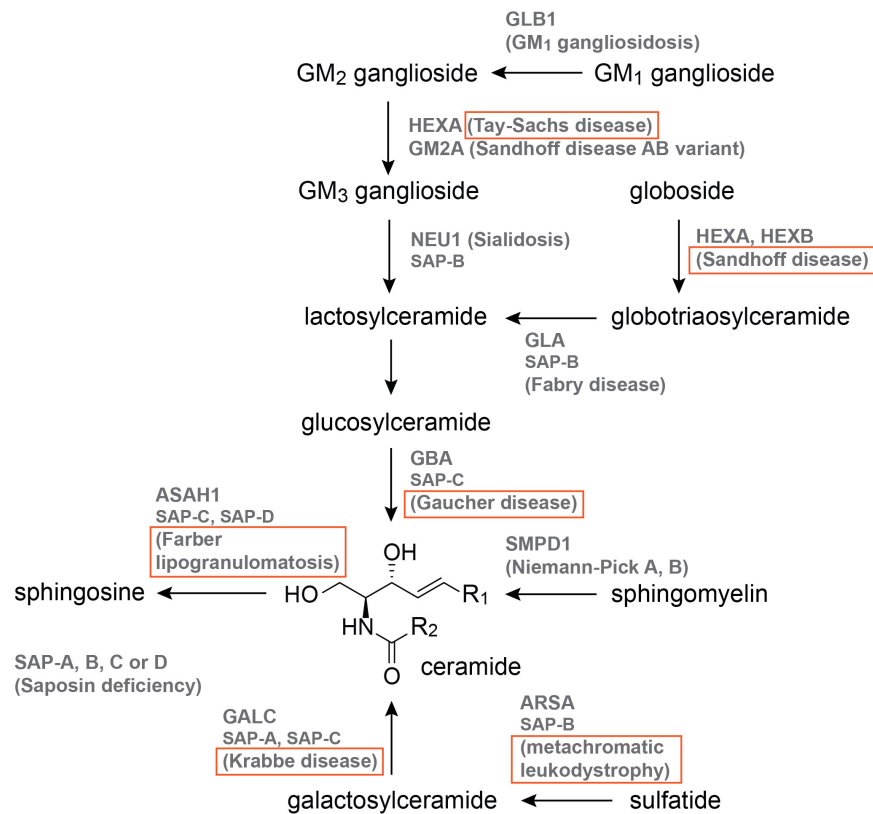 GLB1
(GM1 gangliosidosis)
GM2 ganglioside
GM1 ganglioside
HEXA (Tay-Sachs disease)
GM2A (Sandhoff disease AB variant)
GM3 ganglioside
globoside
NEU1 (Sialidosis)
SAP-B
HEXA, HEXB
(Sandhoff disease)
lactosylceramide
globotriaosylceramide
GLA
SAP-B
(Fabry disease)
glucosylceramide
GBA
SAP-C
(Gaucher disease)
ASAH1
SAP-C, SAP-D
(Farber
lipogranulomatosis)
SMPD1
(Niemann-Pick A, B)
sphingosine
OH
HO
R1
HN
R2
O
ceramide
sphingomyelin
SAP-A, B, C or D
(Saposin deficiency)
GALC
SAP-A, SAP-C
(Krabbe disease)
ARSA
SAP-B
(metachromatic
leukodystrophy)
galactosylceramide
sulfatide